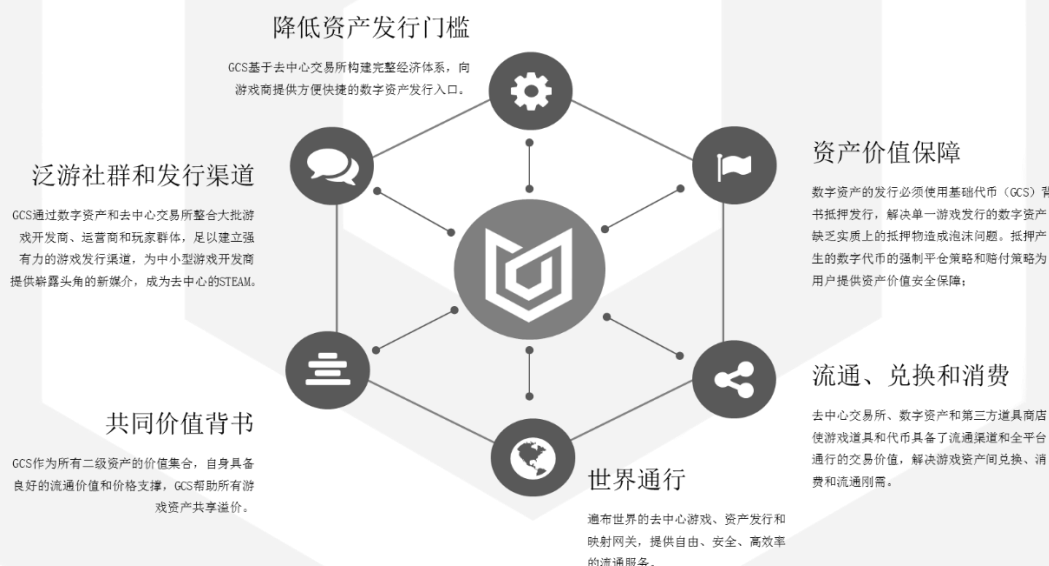 降低资产发行门槛
GCS基于去中心交易所构建完整经济体系，向
游戏商提供方便快捷的数字资产发行入口。
泛游社群和发行渠道
GCS通过数字资产和去中心交易所整合大批游
戏开发商、运营商和玩家群体，足以建立强
有力的游戏发行渠道，为中小型游戏开发商
提供崭露头角的新媒介，成为去中心的STEAM。
资产价值保障
数字资产的发行必须使用基础代币（GCS）背
书抵押发行，解决单一游戏发行的数字资产
缺乏实质上的抵押物造成泡沫问题。抵押产
生的数字代币的强制平仓策略和赔付策略为
用户提供资产价值安全保障；
共同价值背书
GCS作为所有二级资产的价值集合，自身具备
良好的流通价值和价格支撑，GCS帮助所有游
戏资产共享溢价。
流通、兑换和消费
去中心交易所、数字资产和第三方道具商店
使游戏道具和代币具备了流通渠道和全平台
通行的交易价值，解决游戏资产间兑换、消
费和流通刚需。
世界通行
遍布世界的去中心游戏、资产发行和
映射网关，提供自由、安全、高效率
的流通服务。